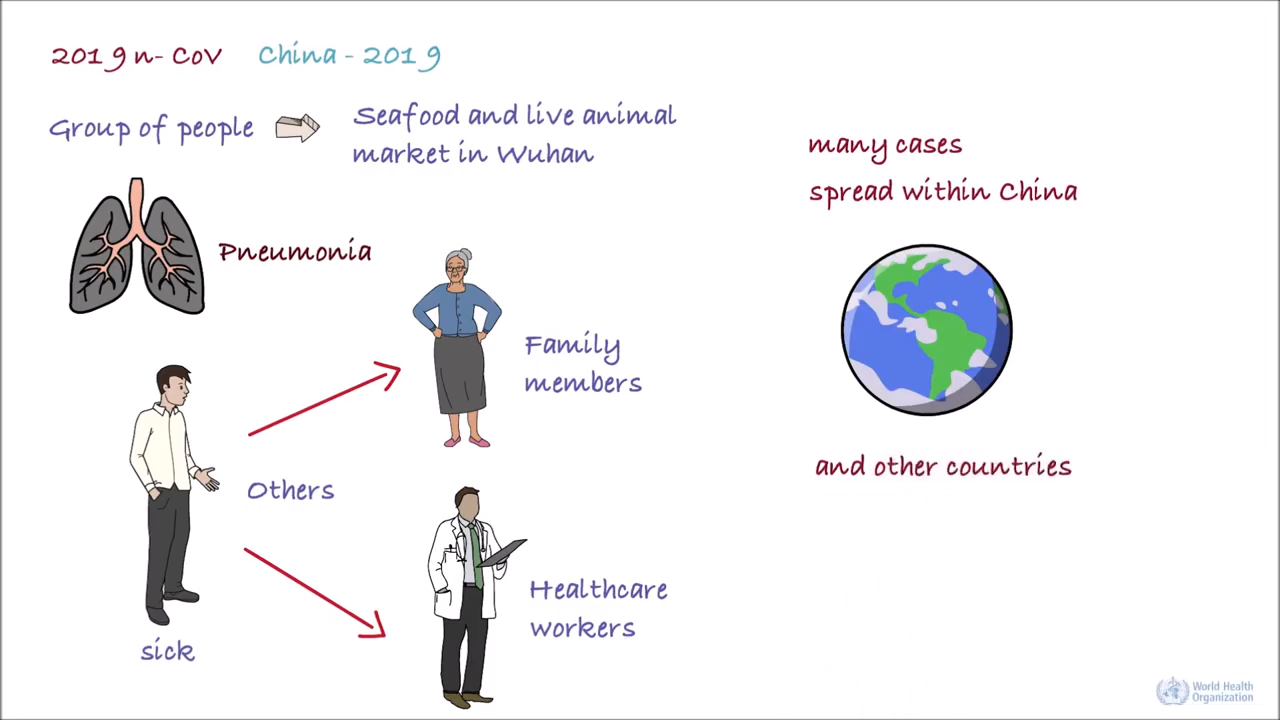 2019 n-CoV China - 2019
Group of people
Seafood and live animal
market in Wuhan
Pneumonia
Family
members
Others
Healthcare
workers
sick
many cases
spread within China
and other countries
World Health
Organization